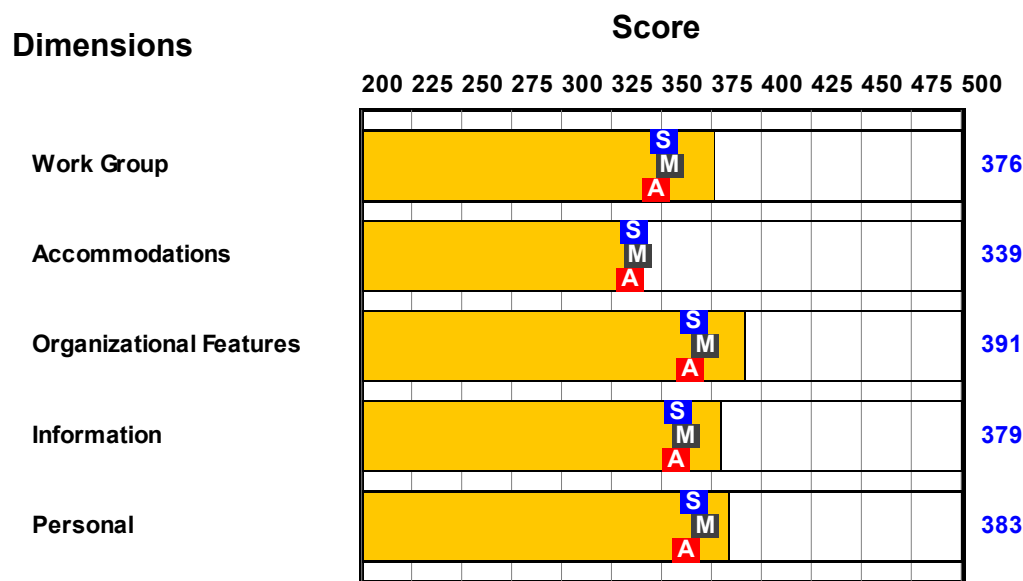 Score
Dimensions
200 225 250 275 300 325 350 375 400 425 450 475 500
S
Work Group M 376
A
S
Accommodations M 339
A
S
Organizational Features M 391
A
S
Information M 379
A
S
Personal M 383
A